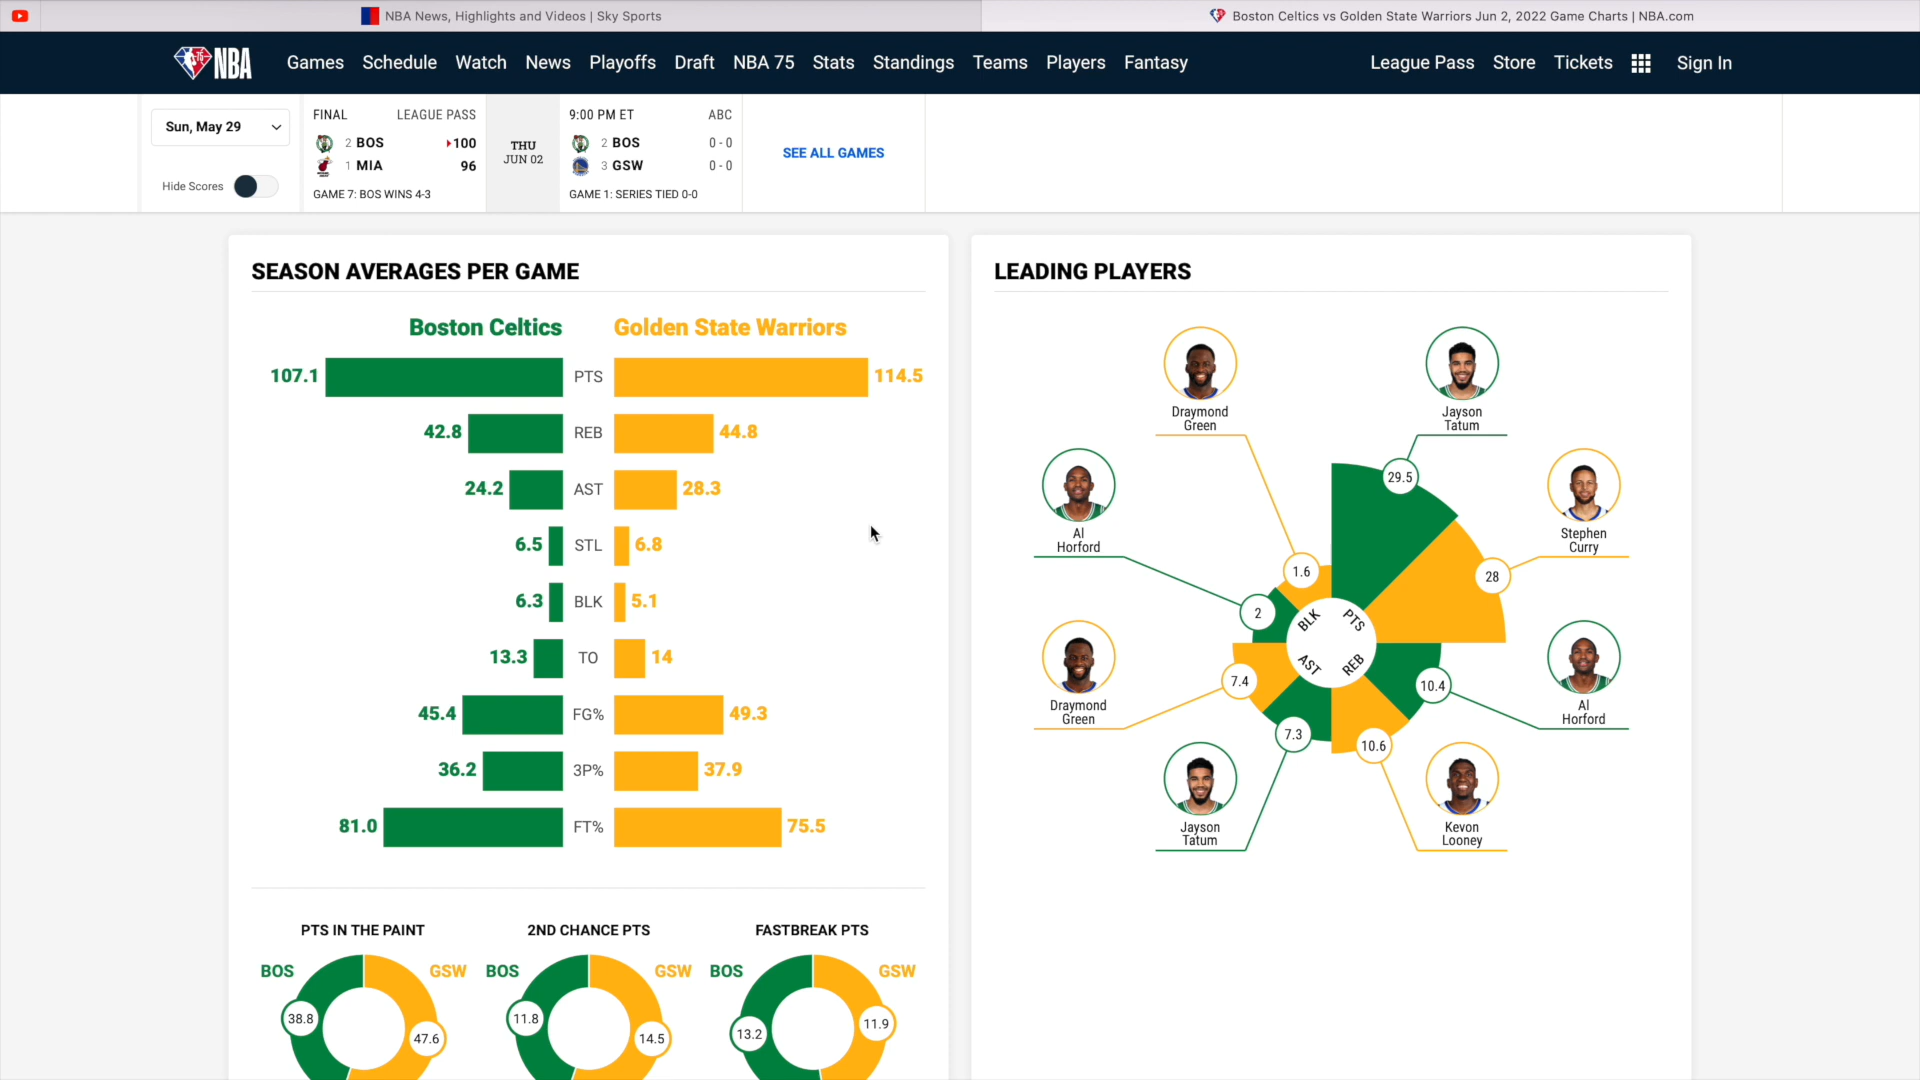 NBA News, Highlights and Videos | Sky Sports
Boston Celtics vs Golden State Warriors Jun 2, 2022 Game Charts | NBA.com
75 NBA Games Schedule Watch News Playoffs Draft NBA 75 Stats Standings Teams Players Fantasy League Pass Store Tickets Sign In
Sun, May 29
Hide Scores
FINAL LEAGUE PASS
2 BOS 100
1 MIA 96
GAME 7: BOS WINS 4-3
THU
JUN 02
9:00 PM ET ABC
2 BOS 0 - 0
3 GSW 0 - 0
GAME 1: SERIES TIED 0-0
SEE ALL GAMES
SEASON AVERAGES PER GAME
Boston Celtics Golden State Warriors
107.1 PTS 114.5
42.8 REB 44.8
24.2 AST 28.3
6.5 STL 6.8
6.3 BLK 5.1
13.3 TO 14
45.4 FG% 49.3
36.2 3P% 37.9
81.0 FT% 75.5
PTS IN THE PAINT
BOS GSW
38.8 47.6
2ND CHANCE PTS
BOS GSW
11.8 14.5
FASTBREAK PTS
BOS GSW
13.2 11.9
LEADING PLAYERS
Draymond
Green
Jayson
Tatum
29.5
Al
Horford
Stephen
Curry
1.6
28
2
BLK PTS
AST REB
Draymond
Green
7.4
10.4
Al
Horford
7.3
10.6
Jayson
Tatum
Kevon
Looney